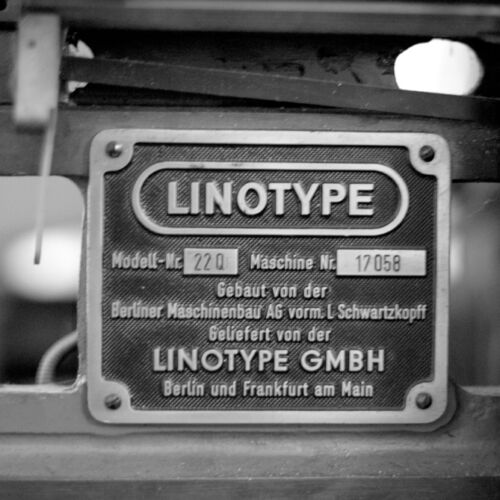 LINOTYPE
Modell-Nr. 22Q Maschine Nr. 17058
Gebaut von der
Berliner Maschinenbau AG vorm. L Schwartzkopff
Geliefert von der
LINOTYPE GMBH
Berlin und Frankfurt am Main